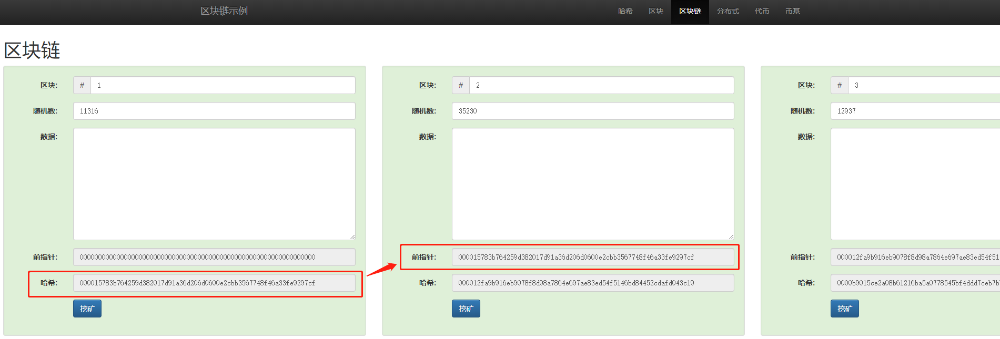 区块链示例 哈希 区块 区块链 分布式 代币 币基
区块链
区块: # 1
随机数: 11316
数据:
前指针: 0000000000000000000000000000000000000000000000000000000000000000
哈希: 000015783b764259d382017d91a36d206d0600e2cbb3567748f46a33fe9297cf
挖矿
区块: # 2
随机数: 35230
数据:
前指针: 000015783b764259d382017d91a36d206d0600e2cbb3567748f46a33fe9297cf
哈希: 000012fa9b916eb9078f8d98a7864e697ae83ed54f5146bd84452cdafd043c19
挖矿
区块: # 3
随机数: 12937
数据:
前指针: 000012fa9b916eb9078f8d98a7864e697ae83ed54f51
哈希: 0000b9015ce2a08b61216ba5a0778545bf4ddd7ceb7b
挖矿